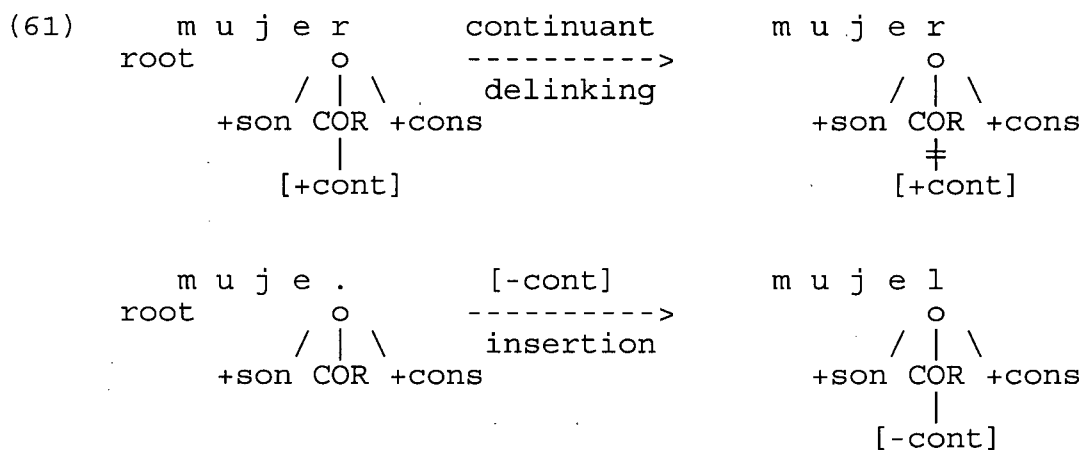 (61) m u j e r continuant m u j e r
root o ----------> o
/ | \ delinking / | \
+son COR +cons +son COR +cons
| ǂ
[+cont] [+cont]
m u j e . [-cont] m u j e l
root o ----------> o
/ | \ insertion / | \
+son COR +cons +son COR +cons
|
[-cont]